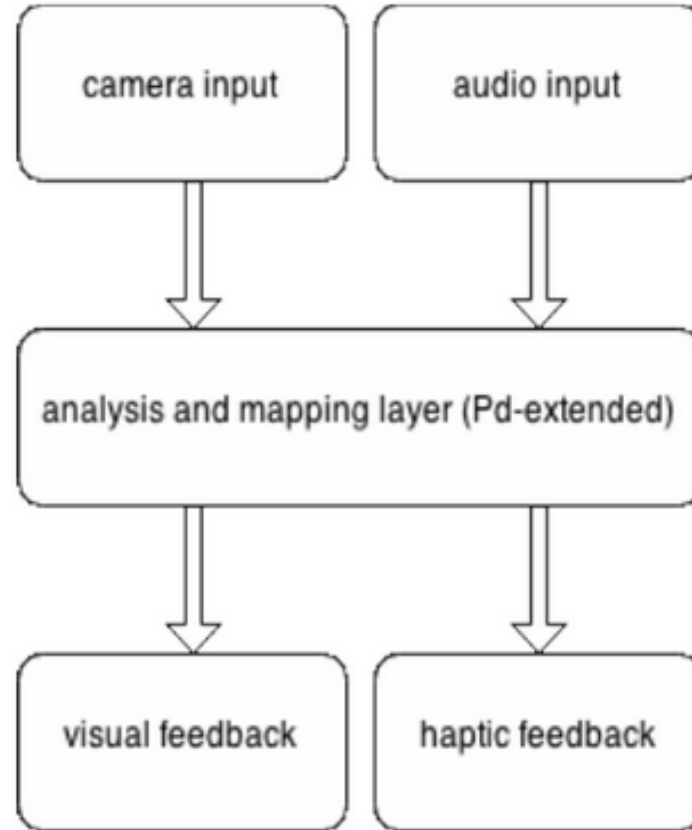 camera input
audio input
analysis and mapping layer (Pd-extended)
visual feedback
haptic feedback